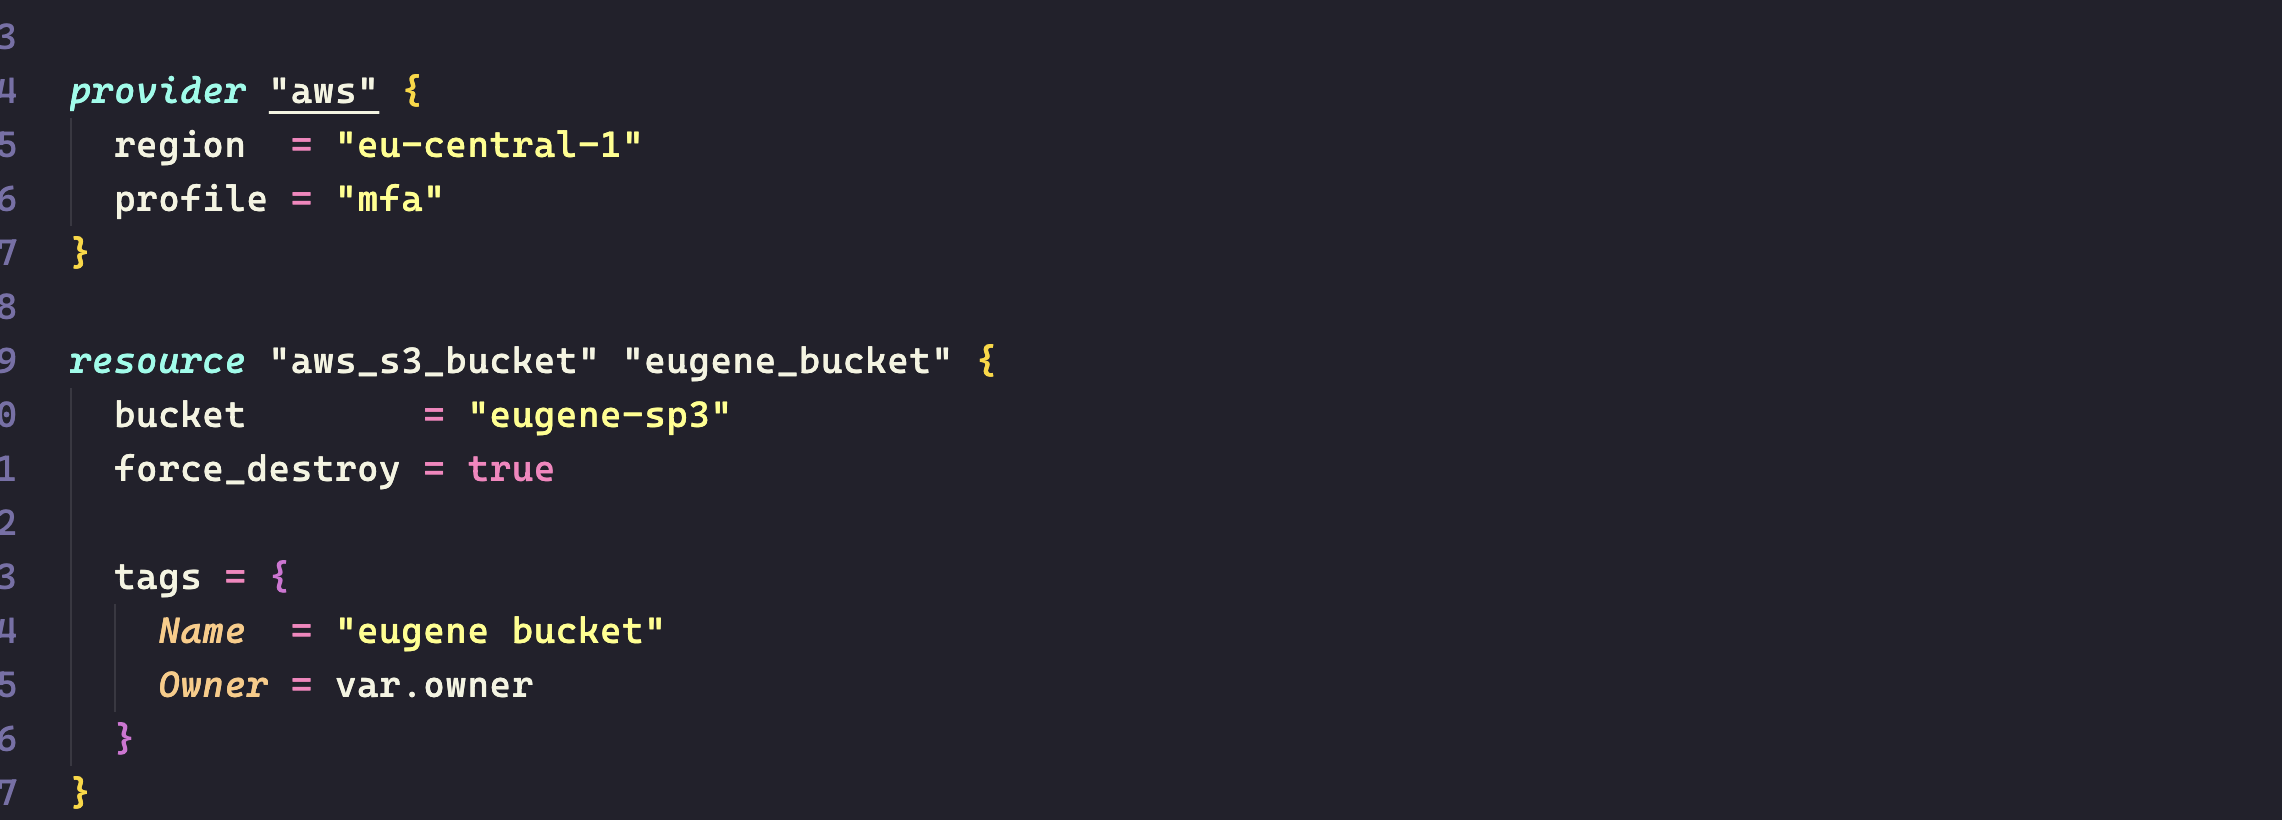 3
4 provider "aws" {
5   region  = "eu-central-1"
6   profile = "mfa"
7 }
8
9 resource "aws_s3_bucket" "eugene_bucket" {
0   bucket        = "eugene-sp3"
1   force_destroy = true
2
3   tags = {
4     Name  = "eugene bucket"
5     Owner = var.owner
6   }
7 }